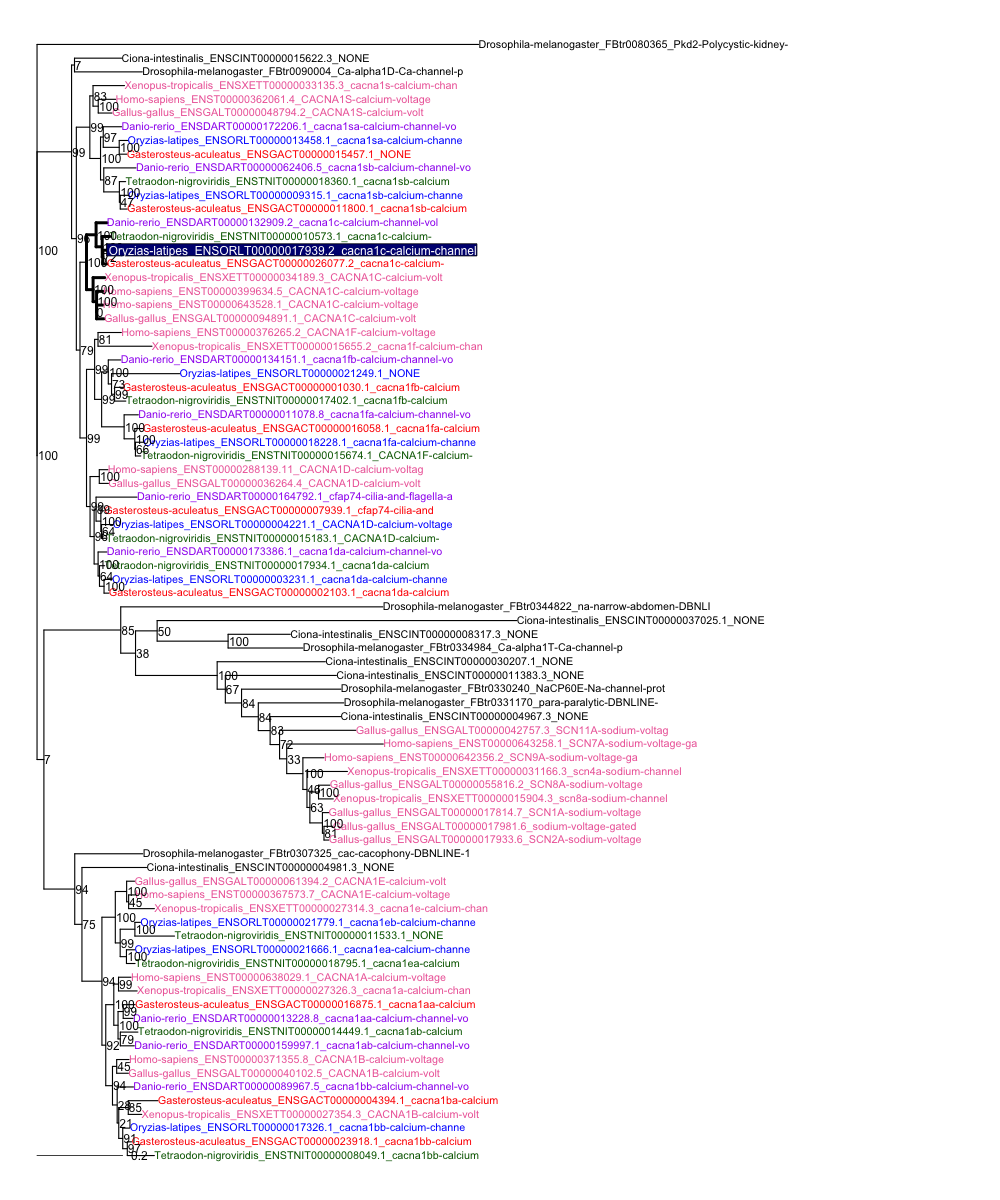 Drosophila-melanogaster_FBtr0080365_Pkd2-Polycystic-kidney-
Ciona-intestinalis_ENSCINT00000015622.3_NONE
7
Drosophila-melanogaster_FBtr0090004_Ca-alpha1D-Ca-channel-p
Xenopus-tropicalis_ENSXETT00000033135.3_cacna1s-calcium-chan
83
Homo-sapiens_ENST00000362061.4_CACNA1S-calcium-voltage
100
Gallus-gallus_ENSGALT00000048794.2_CACNA1S-calcium-volt
99
Danio-rerio_ENSDART00000172206.1_cacna1sa-calcium-channel-vo
97
Oryzias-latipes_ENSORLT00000013458.1_cacna1sa-calcium-channe
100
99
Gasterosteus-aculeatus_ENSGACT00000015457.1_NONE
100
Danio-rerio_ENSDART00000062406.5_cacna1sb-calcium-channel-vo
87
Tetraodon-nigroviridis_ENSTNIT00000018360.1_cacna1sb-calcium
100
Oryzias-latipes_ENSORLT00000009315.1_cacna1sb-calcium-channe
47
Gasterosteus-aculeatus_ENSGACT00000011800.1_cacna1sb-calcium
Danio-rerio_ENSDART00000132909.2_cacna1c-calcium-channel-vol
100
Tetraodon-nigroviridis_ENSTNIT00000010573.1_cacna1c-calcium-
100
Oryzias-latipes_ENSORLT00000017939.2_cacna1c-calcium-channel
100
Gasterosteus-aculeatus_ENSGACT00000026077.2_cacna1c-calcium-
Xenopus-tropicalis_ENSXETT00000034189.3_CACNA1C-calcium-volt
100
Homo-sapiens_ENST00000399634.5_CACNA1C-calcium-voltage
100
Homo-sapiens_ENST00000643528.1_CACNA1C-calcium-voltage
0
Gallus-gallus_ENSGALT00000094891.1_CACNA1C-calcium-volt
Homo-sapiens_ENST00000376265.2_CACNA1F-calcium-voltage
81
Xenopus-tropicalis_ENSXETT00000015655.2_cacna1f-calcium-chan
79
Danio-rerio_ENSDART00000134151.1_cacna1fb-calcium-channel-vo
99
100
Oryzias-latipes_ENSORLT00000021249.1_NONE
73
Gasterosteus-aculeatus_ENSGACT00000001030.1_cacna1fb-calcium
99
99
Tetraodon-nigroviridis_ENSTNIT00000017402.1_cacna1fb-calcium
Danio-rerio_ENSDART00000011078.8_cacna1fa-calcium-channel-vo
100
Gasterosteus-aculeatus_ENSGACT00000016058.1_cacna1fa-calcium
99
100
Oryzias-latipes_ENSORLT00000018228.1_cacna1fa-calcium-channe
66
Tetraodon-nigroviridis_ENSTNIT00000015674.1_CACNA1F-calcium-
100
Homo-sapiens_ENST00000288139.11_CACNA1D-calcium-voltag
100
Gallus-gallus_ENSGALT00000036264.4_CACNA1D-calcium-volt
Danio-rerio_ENSDART00000164792.1_cfap74-cilia-and-flagella-a
99
Gasterosteus-aculeatus_ENSGACT00000007939.1_cfap74-cilia-and
100
Oryzias-latipes_ENSORLT00000004221.1_CACNA1D-calcium-voltage
64
Tetraodon-nigroviridis_ENSTNIT00000015183.1_CACNA1D-calcium-
Danio-rerio_ENSDART00000173386.1_cacna1da-calcium-channel-vo
100
Tetraodon-nigroviridis_ENSTNIT00000017934.1_cacna1da-calcium
64
Oryzias-latipes_ENSORLT00000003231.1_cacna1da-calcium-channe
100
Gasterosteus-aculeatus_ENSGACT00000002103.1_cacna1da-calcium
Drosophila-melanogaster_FBtr0344822_na-narrow-abdomen-DBNLI
Ciona-intestinalis_ENSCINT00000037025.1_NONE
85
50
Ciona-intestinalis_ENSCINT00000008317.3_NONE
100
Drosophila-melanogaster_FBtr0334984_Ca-alpha1T-Ca-channel-p
38
Ciona-intestinalis_ENSCINT00000030207.1_NONE
100
Ciona-intestinalis_ENSCINT00000011383.3_NONE
67
Drosophila-melanogaster_FBtr0330240_NaCP60E-Na-channel-prot
84
Drosophila-melanogaster_FBtr0331170_para-paralytic-DBNLINE-
84
Ciona-intestinalis_ENSCINT00000004967.3_NONE
83
Gallus-gallus_ENSGALT00000042757.3_SCN11A-sodium-voltag
72
Homo-sapiens_ENST00000643258.1_SCN7A-sodium-voltage-ga
33
Homo-sapiens_ENST00000642356.2_SCN9A-sodium-voltage-ga
7
100
Xenopus-tropicalis_ENSXETT00000031166.3_scn4a-sodium-channel
46
Gallus-gallus_ENSGALT00000055816.2_SCN8A-sodium-voltage
100
Xenopus-tropicalis_ENSXETT00000015904.3_scn8a-sodium-channel
63
Gallus-gallus_ENSGALT00000017814.7_SCN1A-sodium-voltage
100
Gallus-gallus_ENSGALT00000017981.6_sodium-voltage-gated
81
Gallus-gallus_ENSGALT00000017933.6_SCN2A-sodium-voltage
Drosophila-melanogaster_FBtr0307325_cac-cacophony-DBNLINE-1
Ciona-intestinalis_ENSCINT00000004981.3_NONE
94
Gallus-gallus_ENSGALT00000061394.2_CACNA1E-calcium-volt
100
Homo-sapiens_ENST00000367573.7_CACNA1E-calcium-voltage
45
Xenopus-tropicalis_ENSXETT00000027314.3_cacna1e-calcium-chan
75
100
Oryzias-latipes_ENSORLT00000021779.1_cacna1eb-calcium-channe
100
Tetraodon-nigroviridis_ENSTNIT00000011533.1_NONE
99
Oryzias-latipes_ENSORLT00000021666.1_cacna1ea-calcium-channe
100
Tetraodon-nigroviridis_ENSTNIT00000018795.1_cacna1ea-calcium
94
Homo-sapiens_ENST00000638029.1_CACNA1A-calcium-voltage
99
Xenopus-tropicalis_ENSXETT00000027326.3_cacna1a-calcium-chan
100
Gasterosteus-aculeatus_ENSGACT00000016875.1_cacna1aa-calcium
99
Danio-rerio_ENSDART00000013228.8_cacna1aa-calcium-channel-vo
100
Tetraodon-nigroviridis_ENSTNIT00000014449.1_cacna1ab-calcium
79
92
Danio-rerio_ENSDART00000159997.1_cacna1ab-calcium-channel-vo
Homo-sapiens_ENST00000371355.8_CACNA1B-calcium-voltage
45
Gallus-gallus_ENSGALT00000040102.5_CACNA1B-calcium-volt
94
Danio-rerio_ENSDART00000089967.5_cacna1bb-calcium-channel-vo
Gasterosteus-aculeatus_ENSGACT00000004394.1_cacna1ba-calcium
85
Xenopus-tropicalis_ENSXETT00000027354.3_CACNA1B-calcium-volt
21
Oryzias-latipes_ENSORLT00000017326.1_cacna1bb-calcium-channe
91
Gasterosteus-aculeatus_ENSGACT00000023918.1_cacna1bb-calcium
97
0.2
Tetraodon-nigroviridis_ENSTNIT00000008049.1_cacna1bb-calcium